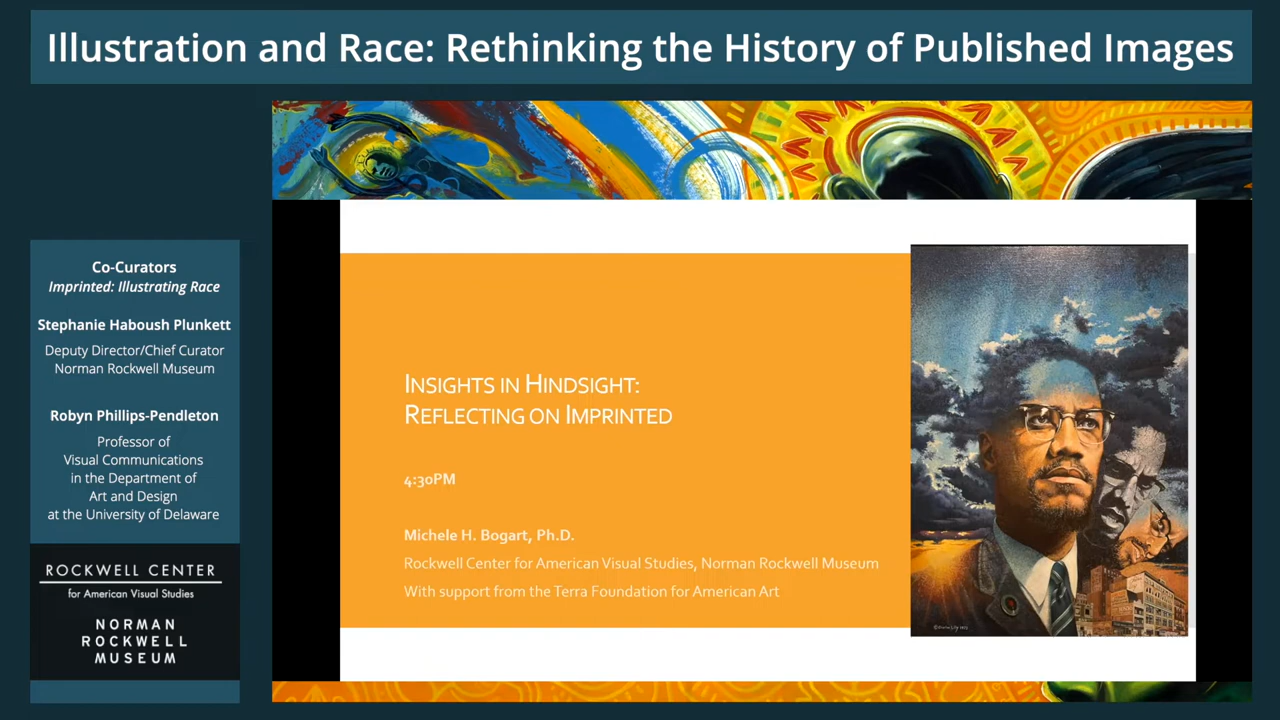 Illustration and Race: Rethinking the History of Published Images
Co-Curators
Imprinted: Illustrating Race
Stephanie Haboush Plunkett
Deputy Director/Chief Curator
Norman Rockwell Museum
Robyn Phillips-Pendleton
Professor of
Visual Communications
in the Department of
Art and Design
at the University of Delaware
ROCKWELL CENTER
for American Visual Studies
NORMAN
ROCKWELL
MUSEUM
INSIGHTS IN HINDSIGHT:
REFLECTING ON IMPRINTED
4:30PM
Michele H. Bogart, Ph.D.
Rockwell Center for American Visual Studies, Norman Rockwell Museum
With support from the Terra Foundation for American Art